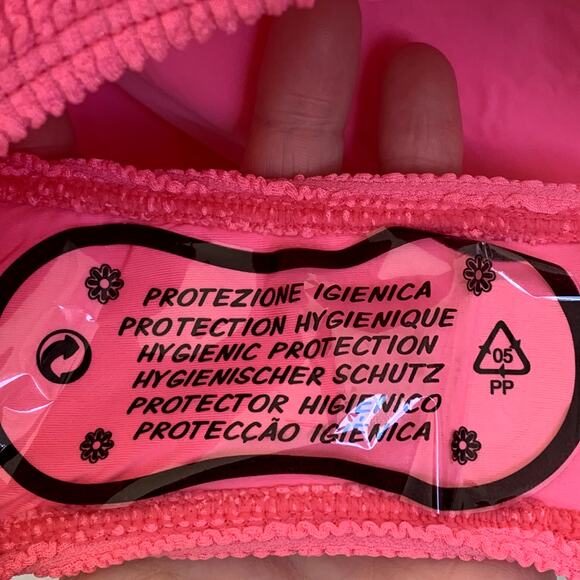 PROTEZIONE IGIENICA
PROTECTION HYGIENIQUE
HYGIENIC PROTECTION
HYGIENISCHER SCHUTZ
PROTECTOR HIGIENICO
PROTECÇÃO IGIENICA
05
PP